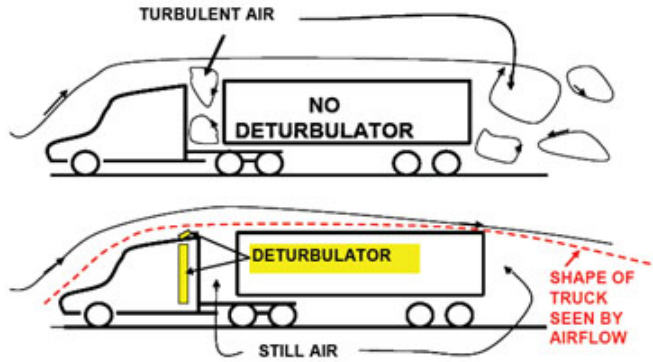 TURBULENT AIR
NO
DETURBULATOR
DETURBULATOR
SHAPE OF
TRUCK
SEEN BY
AIRFLOW
STILL AIR